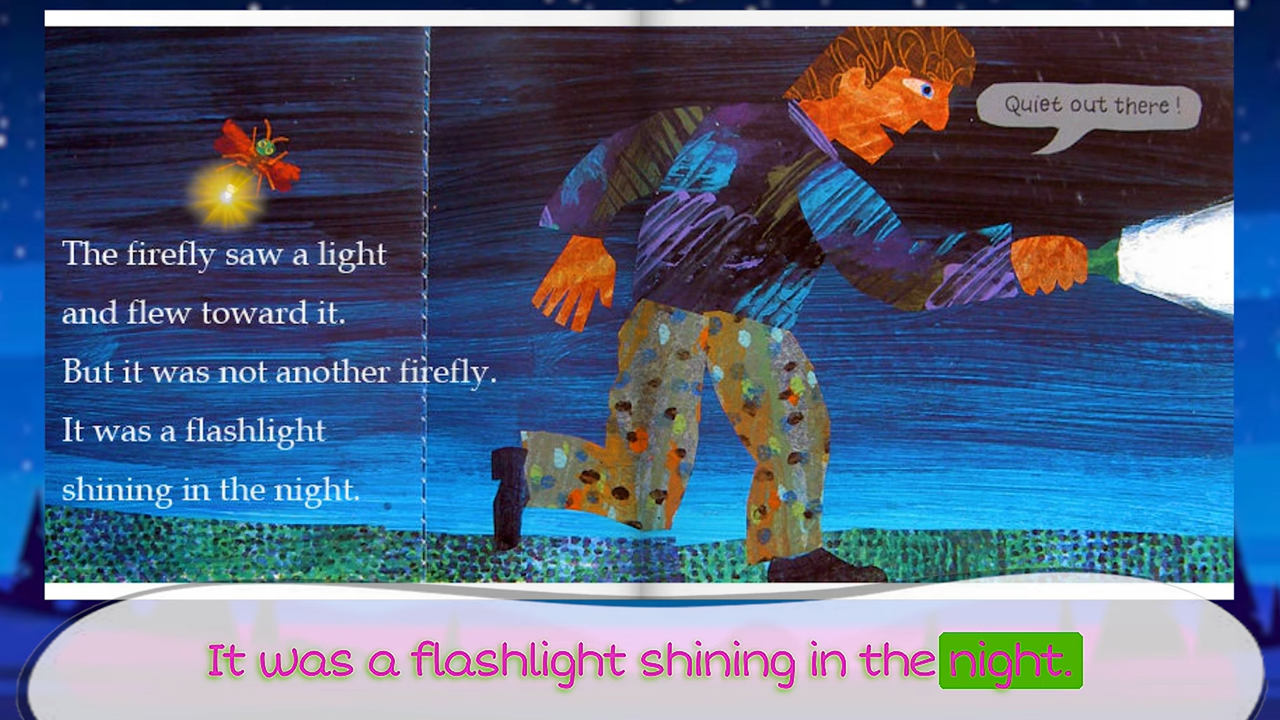 The firefly saw a light
and flew toward it.
But it was not another firefly.
It was a flashlight
shining in the night.
Quiet out there!
It was a flashlight shining in the night.